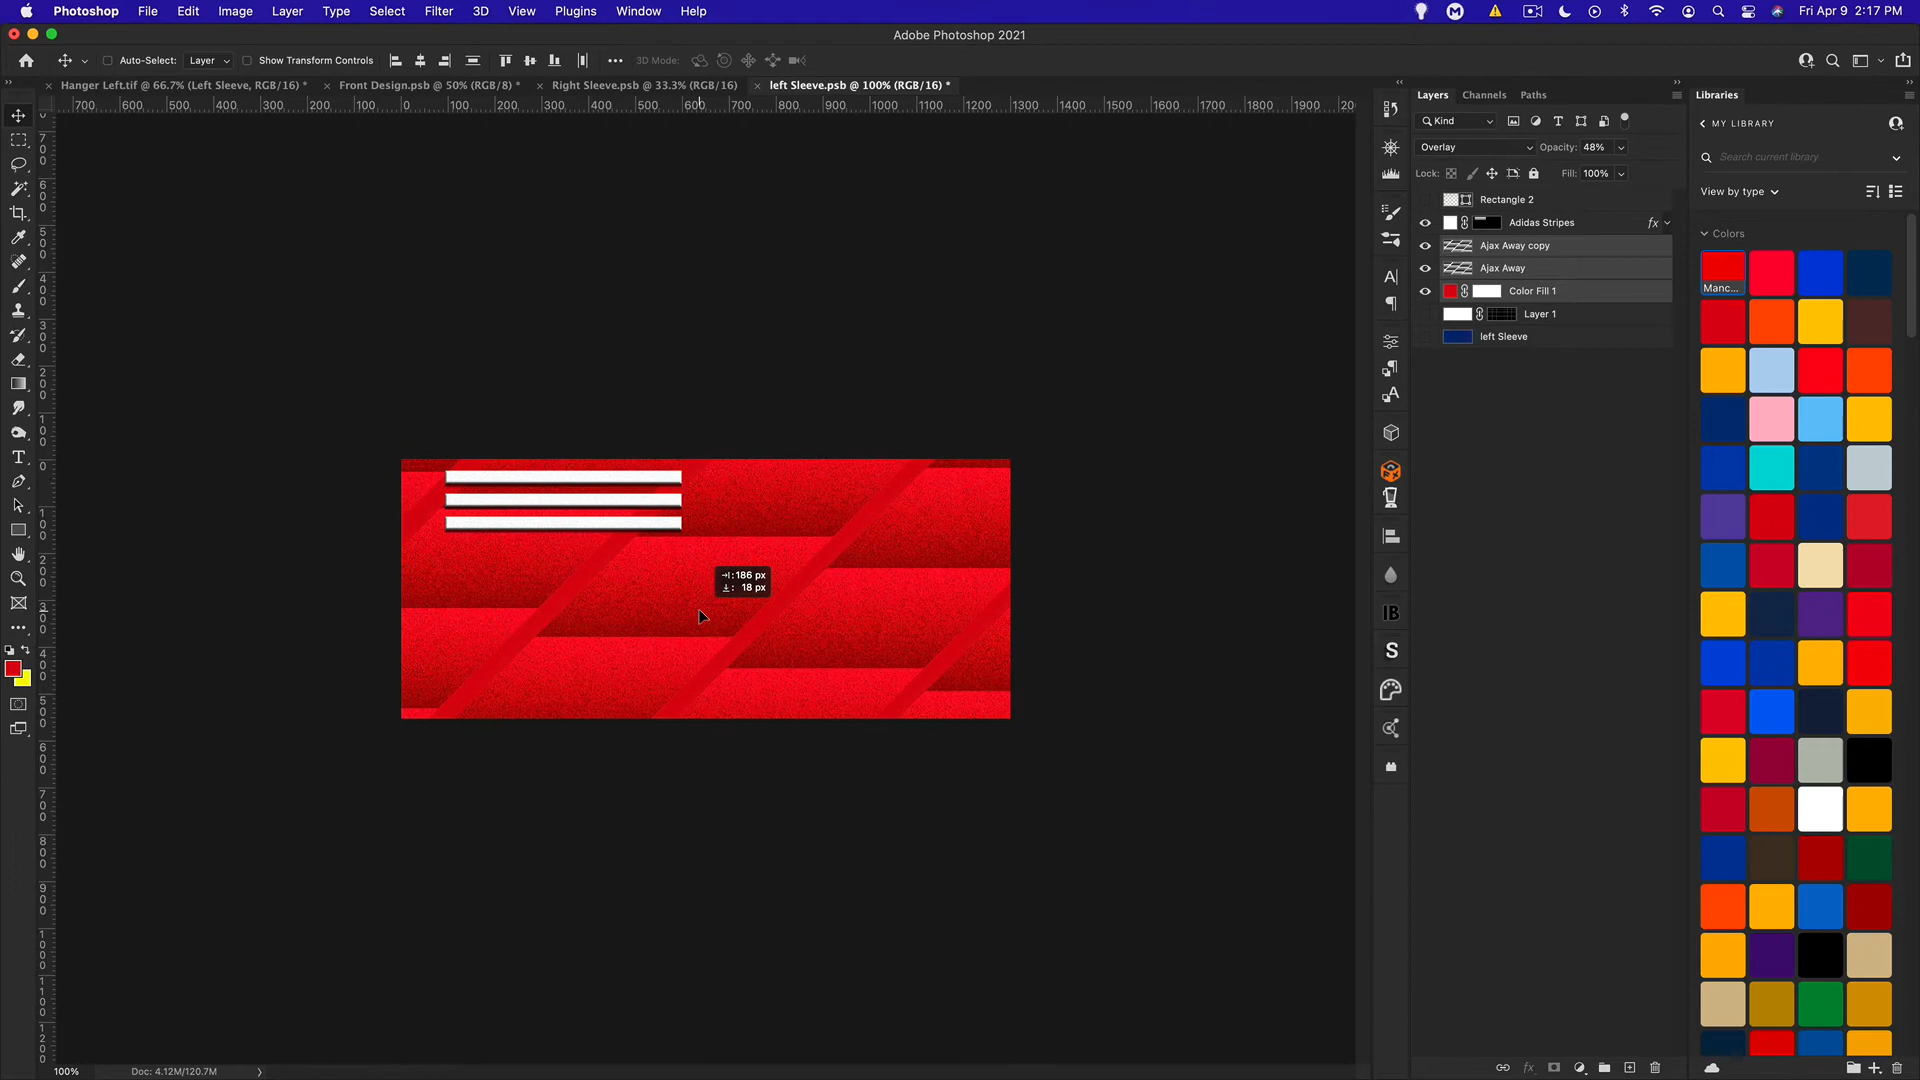 Photoshop File Edit Image Layer Type Select Filter 3D View Plugins Window Help
Fri Apr 9 2:17 PM
Adobe Photoshop 2021
Auto-Select: Layer Show Transform Controls 3D Mode:
Hanger Left.tif @ 66.7% (Left Sleeve, RGB/16) *
Front Design.psb @ 50% (RGB/8) *
Right Sleeve.psb @ 33.3% (RGB/16)
left Sleeve.psb @ 100% (RGB/16) *
700 600 500 400 300 200 100 0 100 200 300 400 500 600 700 800 900 1000 1100 1200 1300 1400 1500 1600 1700 1800 1900
Layers Channels Paths
Kind
Overlay Opacity: 48%
Lock: Fill: 100%
Rectangle 2
Adidas Stripes fx
Ajax Away copy
Ajax Away
Color Fill 1
Layer 1
left Sleeve
Libraries
MY LIBRARY
Search current library
View by type
Colors
Manc...
186 px
18 px
IB
S
100% Doc: 4.12M/120.7M